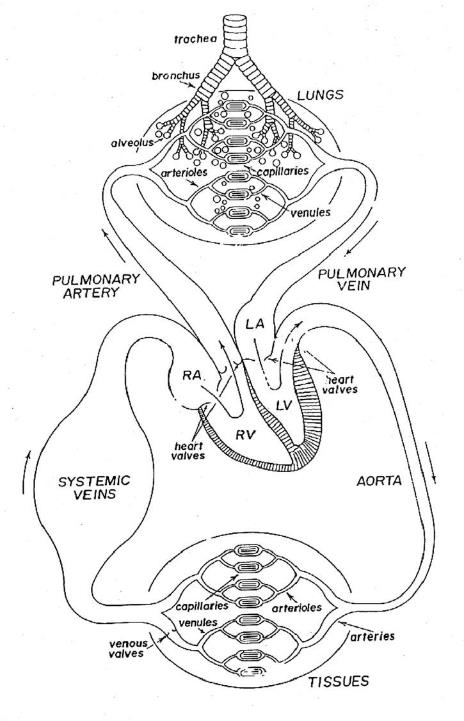 trachea
bronchus
LUNGS
alveolus
arterioles
capillaries
venules
PULMONARY
ARTERY
PULMONARY
VEIN
LA
RA
heart
valves
LV
RV
heart
valves
SYSTEMIC
VEINS
AORTA
capillaries
arterioles
venules
venous
valves
arteries
TISSUES